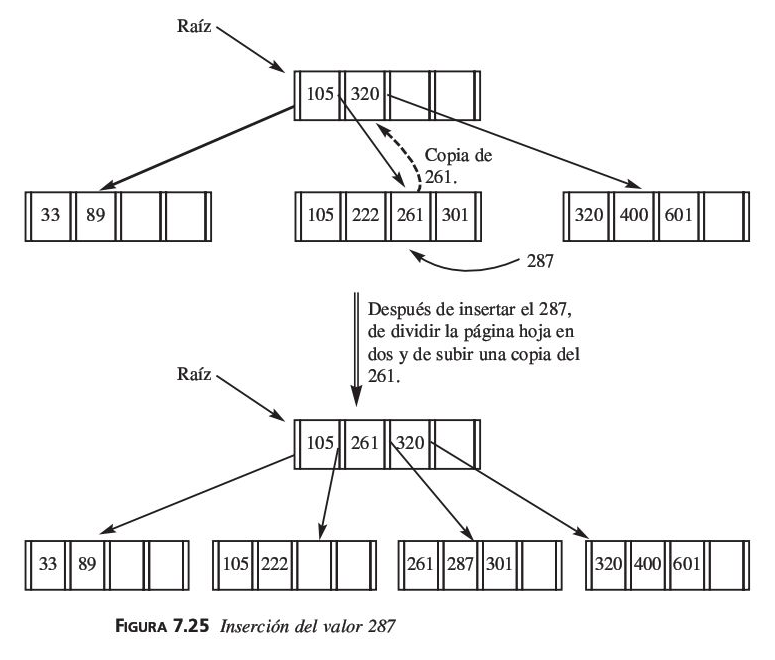 Raíz
105 320
Copia de
261.
33 89
105 222 261 301
320 400 601
287
Después de insertar el 287,
de dividir la página hoja en
dos y de subir una copia del
261.
Raíz
105 261 320
33 89
105 222
261 287 301
320 400 601
FIGURA 7.25 Inserción del valor 287